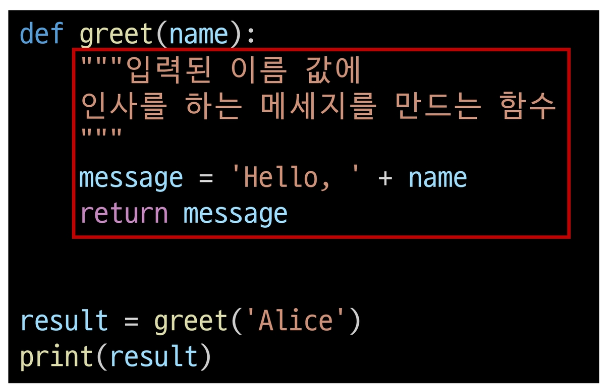 def greet(name):
    """입력된 이름 값에
    인사를 하는 메세지를 만드는 함수
    """
    message = 'Hello, ' + name
    return message
result = greet('Alice')
print(result)